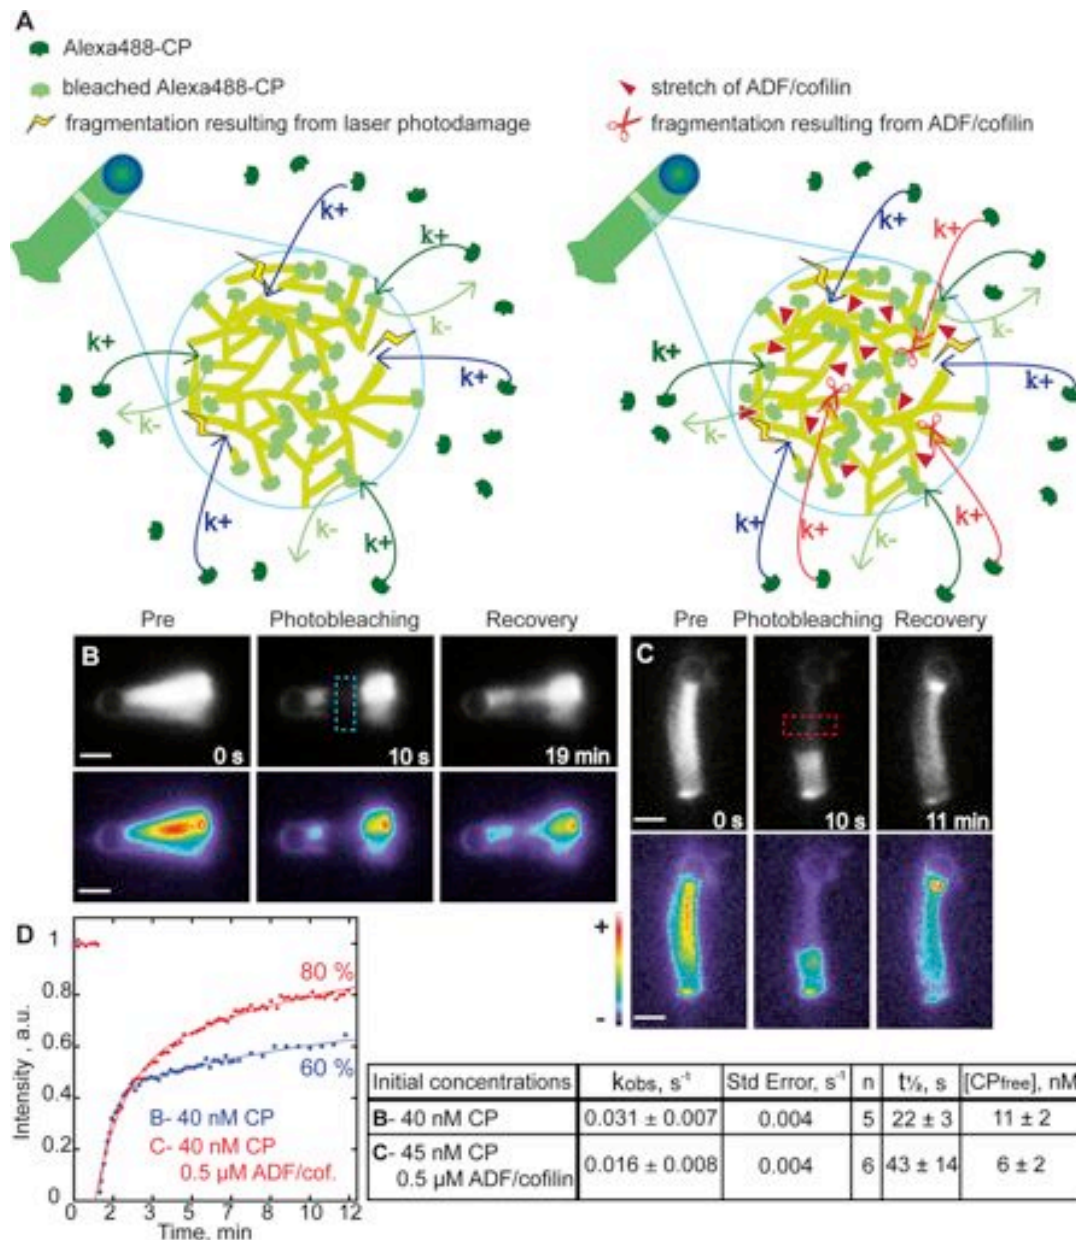 A
Alexa488-CP
bleached Alexa488-CP
fragmentation resulting from laser photodamage
stretch of ADF/cofilin
fragmentation resulting from ADF/cofilin
k+
k+
k-
k+
k+
k-
k+
k-
k+
k+
k+
k+
k-
k+
k+
k-
k+
k+
k-
k+
Pre Photobleaching Recovery
B
0 s 10 s 19 min
Pre Photobleaching Recovery
C
0 s 10 s 11 min
+
-
D
Intensity , a.u.
1
0.8
0.6
0.4
0.2
0
80 %
60 %
B- 40 nM CP
C- 40 nM CP
0.5 µM ADF/cof.
0 2 3 5 7 8 10 12
Time, min
Initial concentrations kobs, s⁻¹ Std Error, s⁻¹ n t½, s [CPfree], nM
B- 40 nM CP 0.031 ± 0.007 0.004 5 22 ± 3 11 ± 2
C- 45 nM CP 0.016 ± 0.008 0.004 6 43 ± 14 6 ± 2
0.5 µM ADF/cofilin